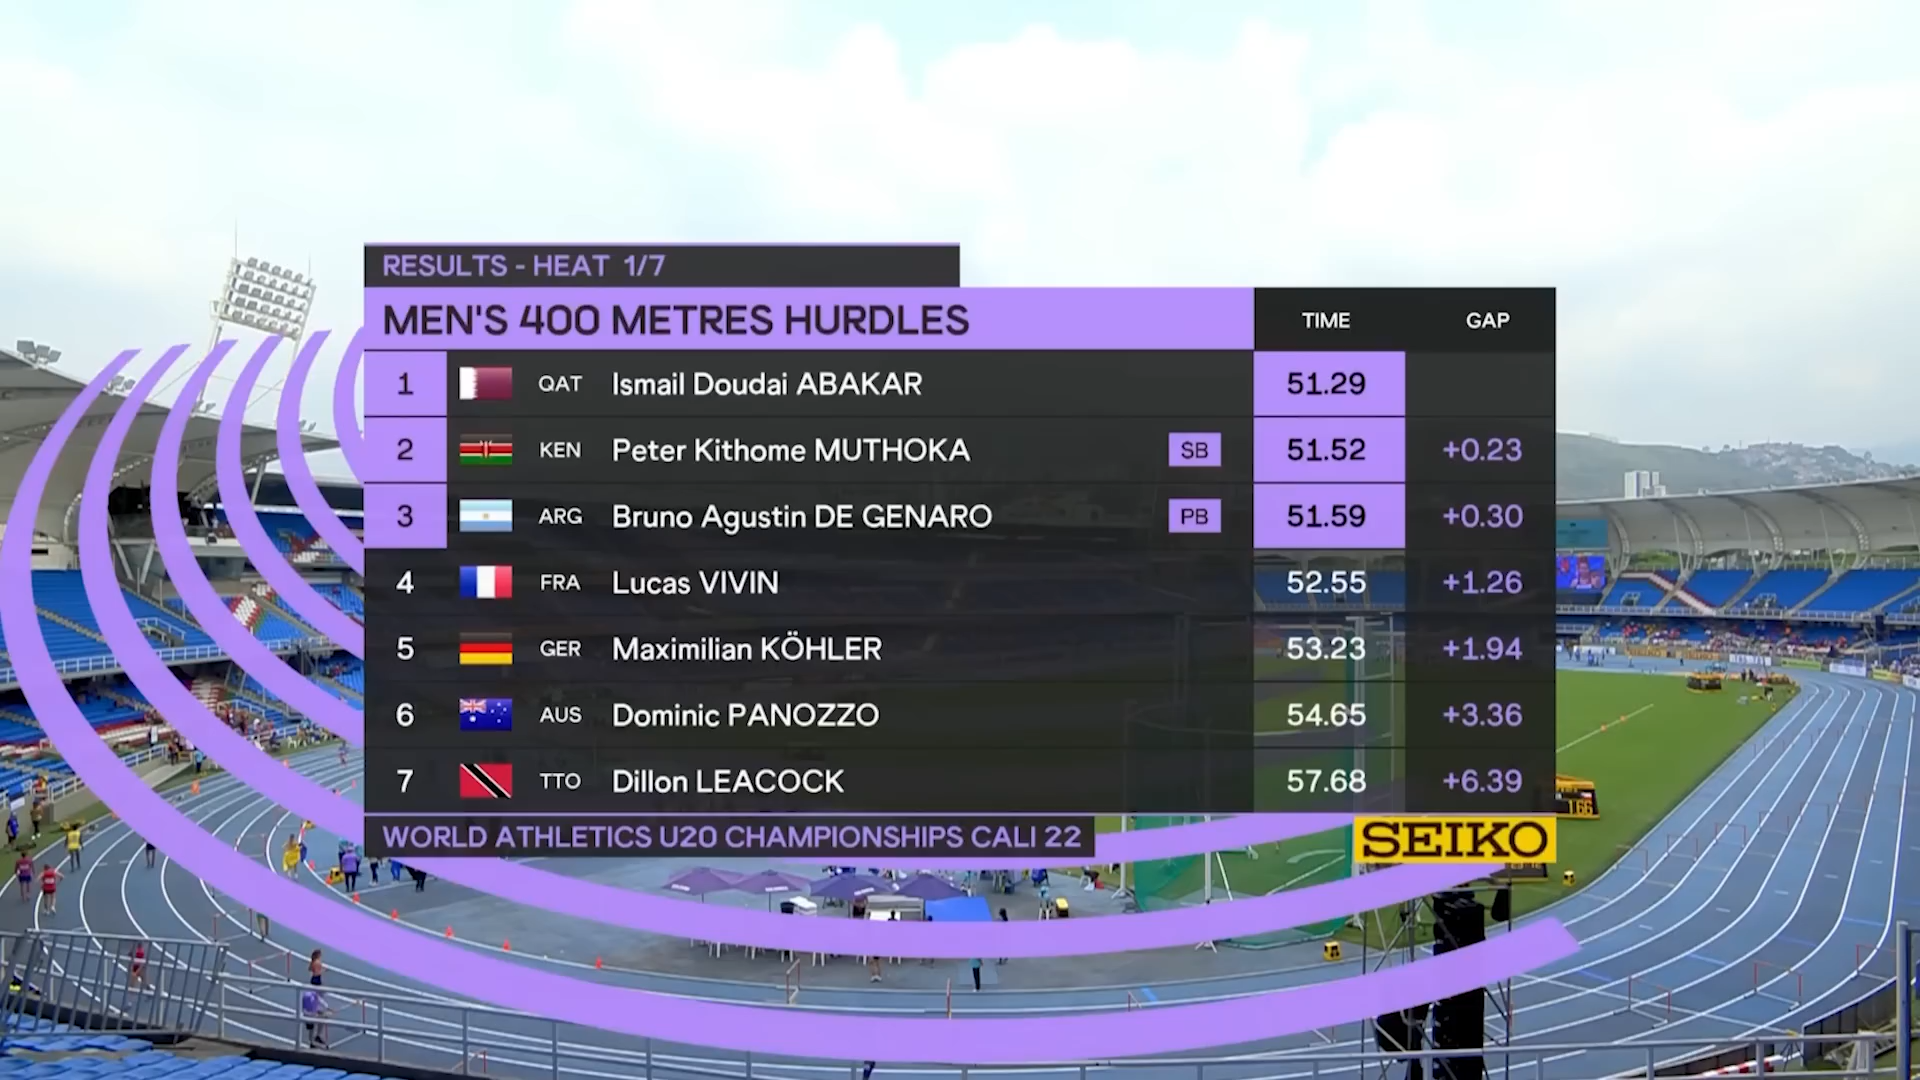 RESULTS - HEAT 1/7
MEN'S 400 METRES HURDLES TIME GAP
1 QAT Ismail Doudai ABAKAR 51.29
2 KEN Peter Kithome MUTHOKA SB 51.52 +0.23
3 ARG Bruno Agustin DE GENARO PB 51.59 +0.30
4 FRA Lucas VIVIN 52.55 +1.26
5 GER Maximilian KÖHLER 53.23 +1.94
6 AUS Dominic PANOZZO 54.65 +3.36
7 TTO Dillon LEACOCK 57.68 +6.39
WORLD ATHLETICS U20 CHAMPIONSHIPS CALI 22
SEIKO